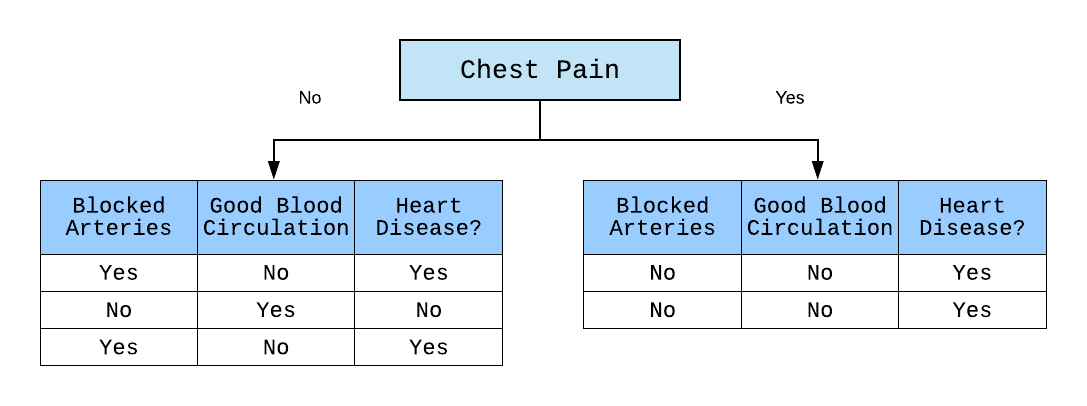 Chest Pain
No
Yes
Blocked Arteries Good Blood Circulation Heart Disease?
Yes No Yes
No Yes No
Yes No Yes
Blocked Arteries Good Blood Circulation Heart Disease?
No No Yes
No No Yes